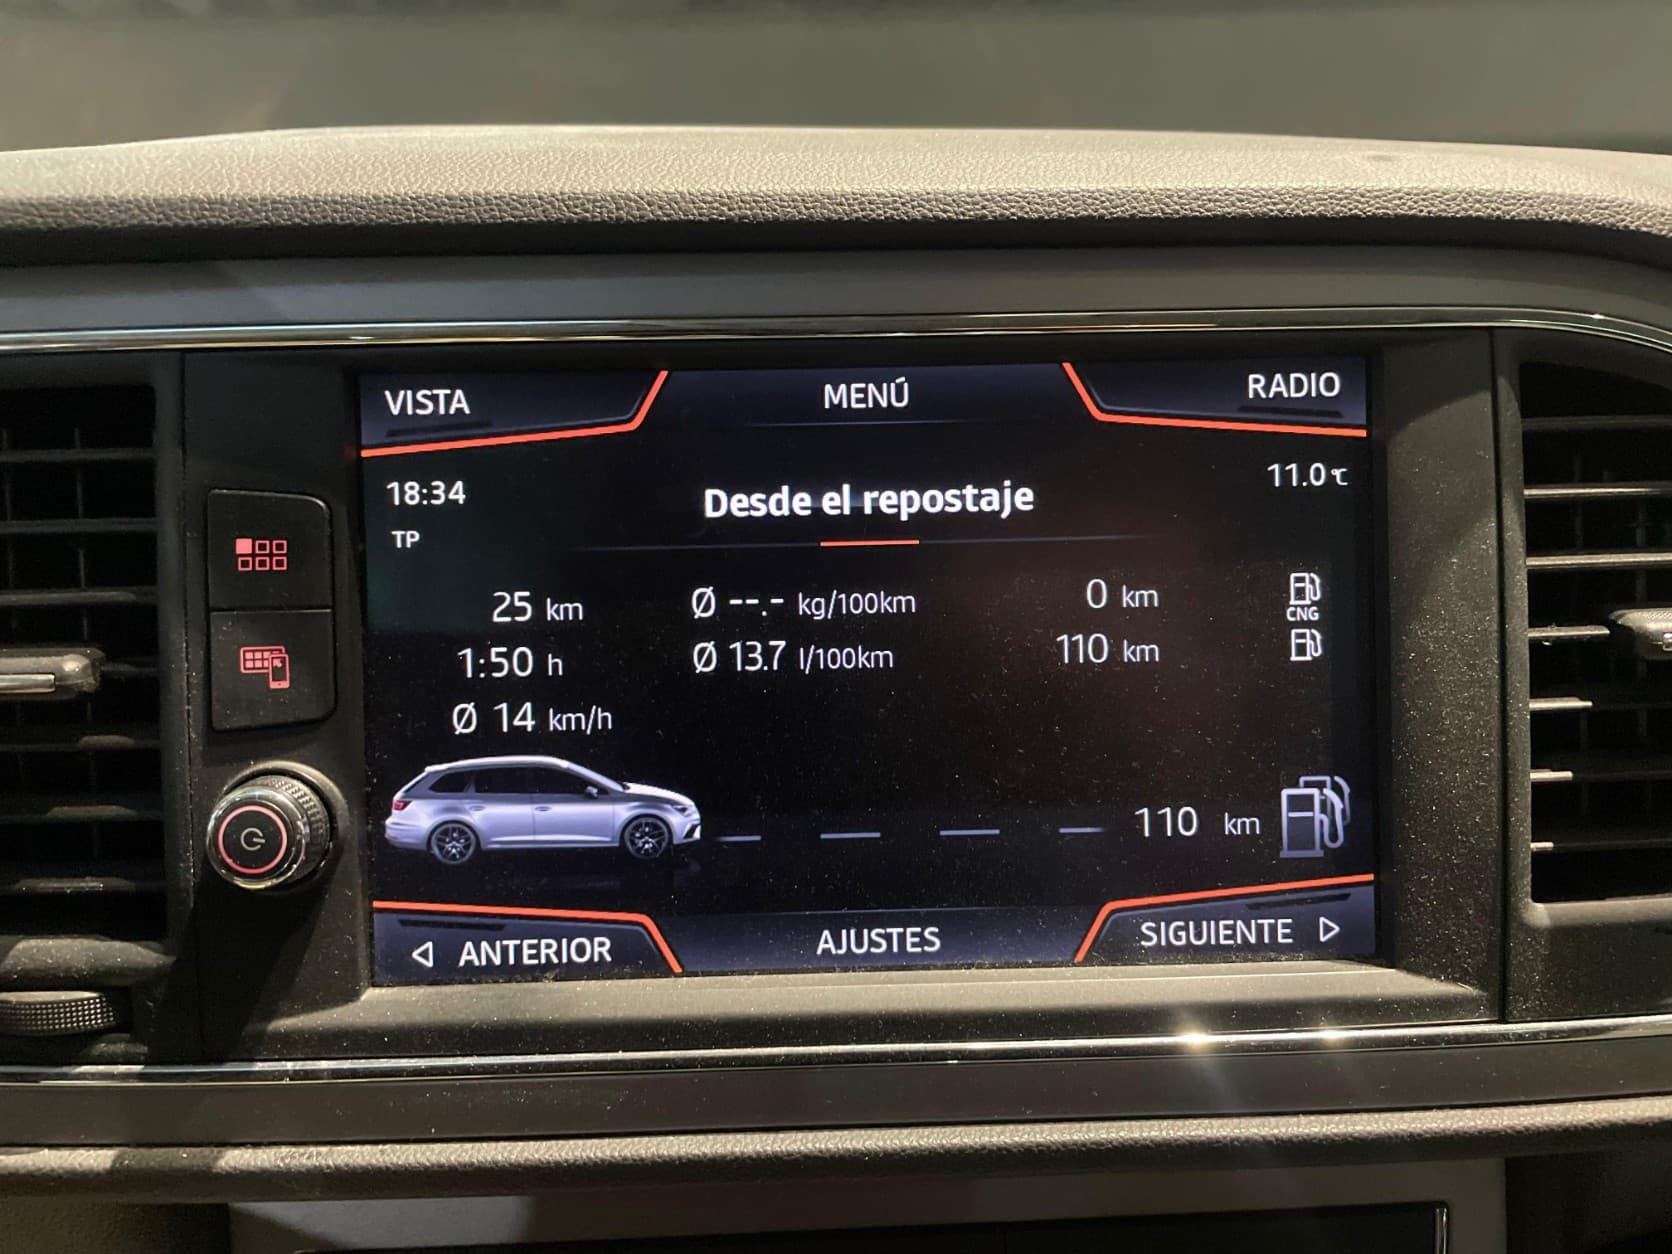 VISTA MENÚ RADIO
18:34 Desde el repostaje 11.0 °C
TP
25 km Ø --.- kg/100km 0 km CNG
1:50 h Ø 13.7 l/100km 110 km
Ø 14 km/h
110 km
ANTERIOR AJUSTES SIGUIENTE